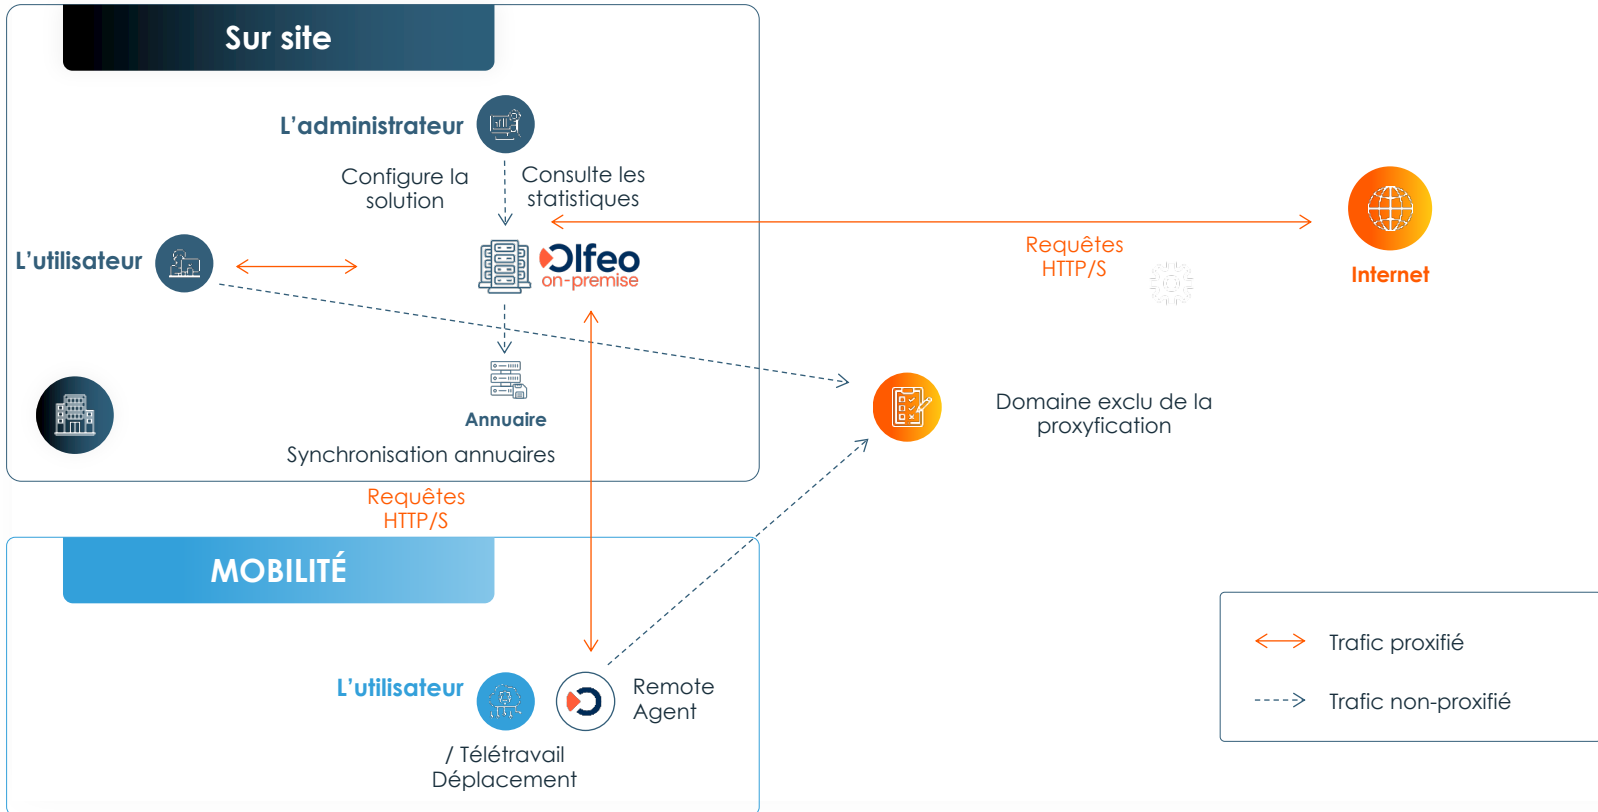 Sur site
L'administrateur
Configure la
solution
Consulte les
statistiques
L'utilisateur
Olfeo
on-premise
Requêtes
HTTP/S
Internet
Annuaire
Synchronisation annuaires
Domaine exclu de la
proxyfication
Requêtes
HTTP/S
MOBILITÉ
L'utilisateur
Remote
Agent
/ Télétravail
Déplacement
Trafic proxifié
Trafic non-proxifié